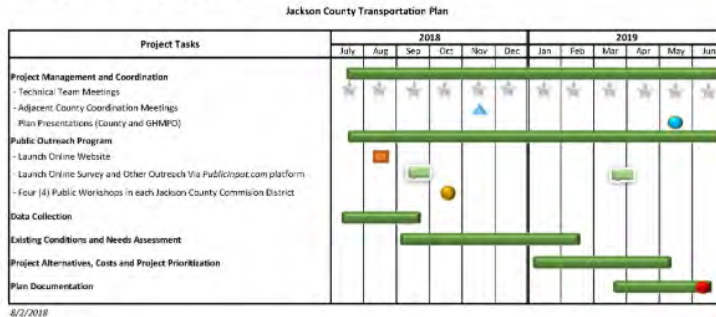 Jackson County Transportation Plan
Project Tasks
2018
2019
July Aug Sep Oct Nov Dec Jan Feb Mar Apr May Jun
Project Management and Coordination
- Technical Team Meetings
- Adjacent County Coordination Meetings
Plan Presentations (County and GHMPO)
Public Outreach Program
- Launch Online Website
- Launch Online Survey and Other Outreach Via PublicInput.com platform
- Four (4) Public Workshops in each Jackson County Commision District
Data Collection
Existing Conditions and Needs Assessment
Project Alternatives, Costs and Project Prioritization
Plan Documentation
8/2/2018